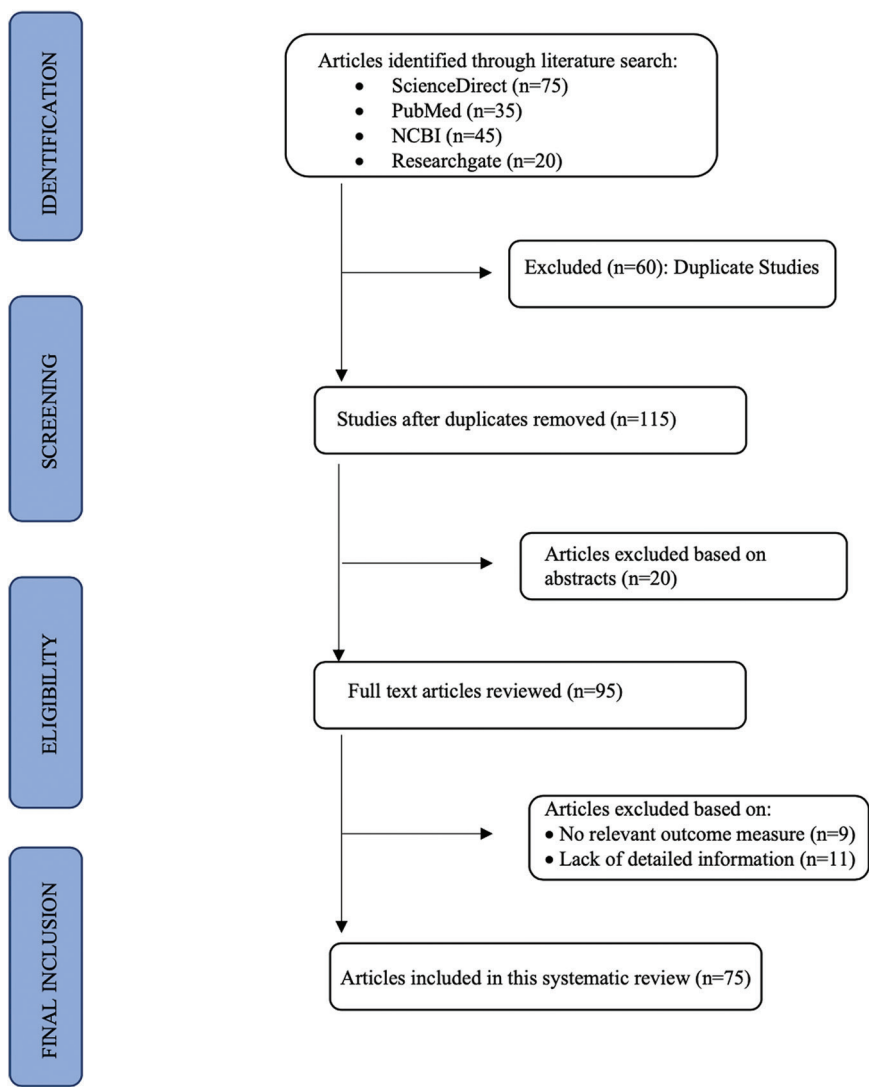 IDENTIFICATION
Articles identified through literature search:
• ScienceDirect (n=75)
• PubMed (n=35)
• NCBI (n=45)
• Researchgate (n=20)
Excluded (n=60): Duplicate Studies
SCREENING
Studies after duplicates removed (n=115)
Articles excluded based on
abstracts (n=20)
ELIGIBILITY
Full text articles reviewed (n=95)
Articles excluded based on:
• No relevant outcome measure (n=9)
• Lack of detailed information (n=11)
FINAL INCLUSION
Articles included in this systematic review (n=75)